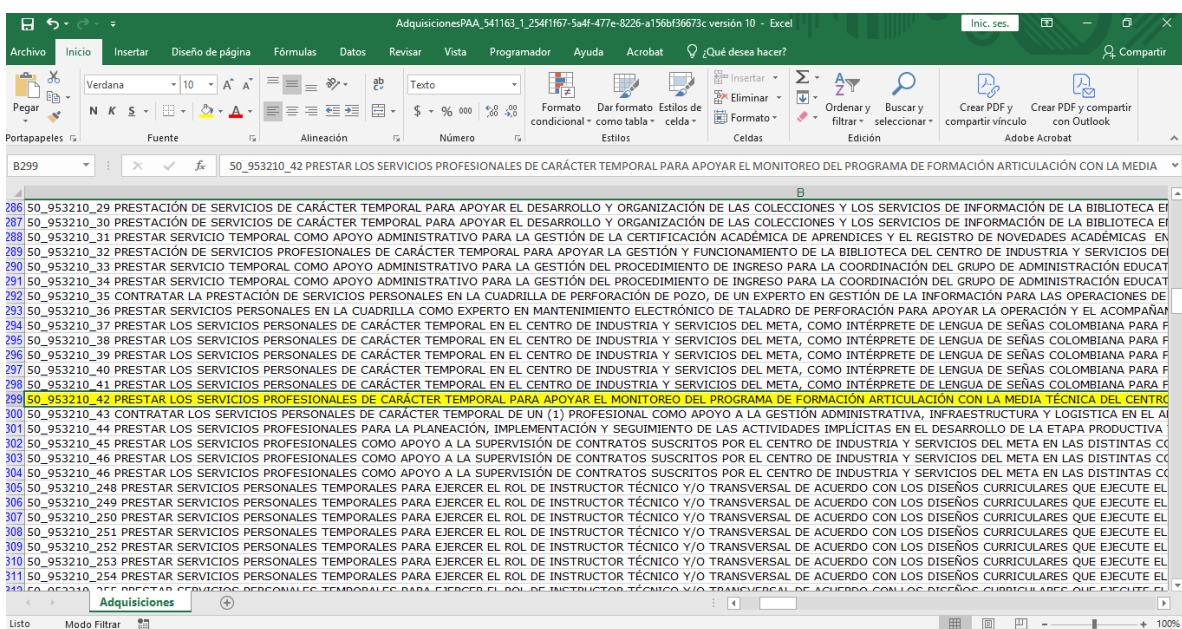 AdquisicionesPAA_541163_1_254f1f67-5a4f-477e-8226-a156bf36673c versión 10 - Excel
Inic. ses.
Archivo Inicio Insertar Diseño de página Fórmulas Datos Revisar Vista Programador Ayuda Acrobat ¿Qué desea hacer? Compartir
Pegar
Verdana 10 A A
N K S A
ab
Texto
$ % 000
Formato condicional
Dar formato como tabla
Estilos de celda
Insertar
Eliminar
Formato
Ordenar y filtrar
Buscar y seleccionar
Crear PDF y compartir vínculo
Crear PDF y compartir con Outlook
Portapapeles Fuente Alineación Número Estilos Celdas Edición Adobe Acrobat
B299 fx 50_953210_42 PRESTAR LOS SERVICIOS PROFESIONALES DE CARÁCTER TEMPORAL PARA APOYAR EL MONITOREO DEL PROGRAMA DE FORMACIÓN ARTICULACIÓN CON LA MEDIA
B
286 50_953210_29 PRESTACIÓN DE SERVICIOS DE CARÁCTER TEMPORAL PARA APOYAR EL DESARROLLO Y ORGANIZACIÓN DE LAS COLECCIONES Y LOS SERVICIOS DE INFORMACIÓN DE LA BIBLIOTECA
287 50_953210_30 PRESTACIÓN DE SERVICIOS DE CARÁCTER TEMPORAL PARA APOYAR EL DESARROLLO Y ORGANIZACIÓN DE LAS COLECCIONES Y LOS SERVICIOS DE INFORMACIÓN DE LA BIBLIOTECA
288 50_953210_31 PRESTAR SERVICIO TEMPORAL COMO APOYO ADMINISTRATIVO PARA LA GESTIÓN DE LA CERTIFICACIÓN ACADÉMICA DE APRENDICES Y EL REGISTRO DE NOVEDADES ACADÉMICAS EN
289 50_953210_32 PRESTACIÓN DE SERVICIOS PROFESIONALES DE CARÁCTER TEMPORAL PARA APOYAR LA GESTIÓN Y FUNCIONAMIENTO DE LA BIBLIOTECA DEL CENTRO DE INDUSTRIA Y SERVICIOS DEL
290 50_953210_33 PRESTAR SERVICIO TEMPORAL COMO APOYO ADMINISTRATIVO PARA LA GESTIÓN DEL PROCEDIMIENTO DE INGRESO PARA LA COORDINACIÓN DEL GRUPO DE ADMINISTRACIÓN EDUCAT
291 50_953210_34 PRESTAR SERVICIO TEMPORAL COMO APOYO ADMINISTRATIVO PARA LA GESTIÓN DEL PROCEDIMIENTO DE INGRESO PARA LA COORDINACIÓN DEL GRUPO DE ADMINISTRACIÓN EDUCAT
292 50_953210_35 CONTRATAR LA PRESTACIÓN DE SERVICIOS PERSONALES EN LA CUADRILLA DE PERFORACIÓN DE POZO, DE UN EXPERTO EN GESTIÓN DE LA INFORMACIÓN PARA LAS OPERACIONES DE
293 50_953210_36 PRESTAR SERVICIOS PERSONALES EN LA CUADRILLA COMO EXPERTO EN MANTENIMIENTO ELECTRÓNICO DE TALADRO DE PERFORACIÓN PARA APOYAR LA OPERACIÓN Y EL ACOMPAÑAN
294 50_953210_37 PRESTAR LOS SERVICIOS PERSONALES DE CARÁCTER TEMPORAL EN EL CENTRO DE INDUSTRIA Y SERVICIOS DEL META, COMO INTÉRPRETE DE LENGUA DE SEÑAS COLOMBIANA PARA
295 50_953210_38 PRESTAR LOS SERVICIOS PERSONALES DE CARÁCTER TEMPORAL EN EL CENTRO DE INDUSTRIA Y SERVICIOS DEL META, COMO INTÉRPRETE DE LENGUA DE SEÑAS COLOMBIANA PARA
296 50_953210_39 PRESTAR LOS SERVICIOS PERSONALES DE CARÁCTER TEMPORAL EN EL CENTRO DE INDUSTRIA Y SERVICIOS DEL META, COMO INTÉRPRETE DE LENGUA DE SEÑAS COLOMBIANA PARA
297 50_953210_40 PRESTAR LOS SERVICIOS PERSONALES DE CARÁCTER TEMPORAL EN EL CENTRO DE INDUSTRIA Y SERVICIOS DEL META, COMO INTÉRPRETE DE LENGUA DE SEÑAS COLOMBIANA PARA
298 50_953210_41 PRESTAR LOS SERVICIOS PERSONALES DE CARÁCTER TEMPORAL EN EL CENTRO DE INDUSTRIA Y SERVICIOS DEL META, COMO INTÉRPRETE DE LENGUA DE SEÑAS COLOMBIANA PARA
299 50_953210_42 PRESTAR LOS SERVICIOS PROFESIONALES DE CARÁCTER TEMPORAL PARA APOYAR EL MONITOREO DEL PROGRAMA DE FORMACIÓN ARTICULACIÓN CON LA MEDIA TÉCNICA DEL CENTRO
300 50_953210_43 CONTRATAR LOS SERVICIOS PERSONALES DE CARÁCTER TEMPORAL DE UN (1) PROFESIONAL COMO APOYO A LA GESTIÓN ADMINISTRATIVA, INFRAESTRUCTURA Y LOGISTICA EN EL
301 50_953210_44 PRESTAR LOS SERVICIOS PROFESIONALES PARA LA PLANEACIÓN, IMPLEMENTACIÓN Y SEGUIMIENTO DE LAS ACTIVIDADES IMPLÍCITAS EN EL DESARROLLO DE LA ETAPA PRODUCTIVA
302 50_953210_45 PRESTAR LOS SERVICIOS PROFESIONALES COMO APOYO A LA SUPERVISIÓN DE CONTRATOS SUSCRITOS POR EL CENTRO DE INDUSTRIA Y SERVICIOS DEL META EN LAS DISTINTAS
303 50_953210_46 PRESTAR LOS SERVICIOS PROFESIONALES COMO APOYO A LA SUPERVISIÓN DE CONTRATOS SUSCRITOS POR EL CENTRO DE INDUSTRIA Y SERVICIOS DEL META EN LAS DISTINTAS
304 50_953210_46 PRESTAR LOS SERVICIOS PROFESIONALES COMO APOYO A LA SUPERVISIÓN DE CONTRATOS SUSCRITOS POR EL CENTRO DE INDUSTRIA Y SERVICIOS DEL META EN LAS DISTINTAS
305 50_953210_248 PRESTAR SERVICIOS PERSONALES TEMPORALES PARA EJERCER EL ROL DE INSTRUCTOR TÉCNICO Y/O TRANSVERSAL DE ACUERDO CON LOS DISEÑOS CURRICULARES QUE EJECUTE EL
306 50_953210_249 PRESTAR SERVICIOS PERSONALES TEMPORALES PARA EJERCER EL ROL DE INSTRUCTOR TÉCNICO Y/O TRANSVERSAL DE ACUERDO CON LOS DISEÑOS CURRICULARES QUE EJECUTE EL
307 50_953210_250 PRESTAR SERVICIOS PERSONALES TEMPORALES PARA EJERCER EL ROL DE INSTRUCTOR TÉCNICO Y/O TRANSVERSAL DE ACUERDO CON LOS DISEÑOS CURRICULARES QUE EJECUTE EL
308 50_953210_251 PRESTAR SERVICIOS PERSONALES TEMPORALES PARA EJERCER EL ROL DE INSTRUCTOR TÉCNICO Y/O TRANSVERSAL DE ACUERDO CON LOS DISEÑOS CURRICULARES QUE EJECUTE EL
309 50_953210_252 PRESTAR SERVICIOS PERSONALES TEMPORALES PARA EJERCER EL ROL DE INSTRUCTOR TÉCNICO Y/O TRANSVERSAL DE ACUERDO CON LOS DISEÑOS CURRICULARES QUE EJECUTE EL
310 50_953210_253 PRESTAR SERVICIOS PERSONALES TEMPORALES PARA EJERCER EL ROL DE INSTRUCTOR TÉCNICO Y/O TRANSVERSAL DE ACUERDO CON LOS DISEÑOS CURRICULARES QUE EJECUTE EL
311 50_953210_254 PRESTAR SERVICIOS PERSONALES TEMPORALES PARA EJERCER EL ROL DE INSTRUCTOR TÉCNICO Y/O TRANSVERSAL DE ACUERDO CON LOS DISEÑOS CURRICULARES QUE EJECUTE EL
Adquisiciones
Listo Modo Filtrar 100%